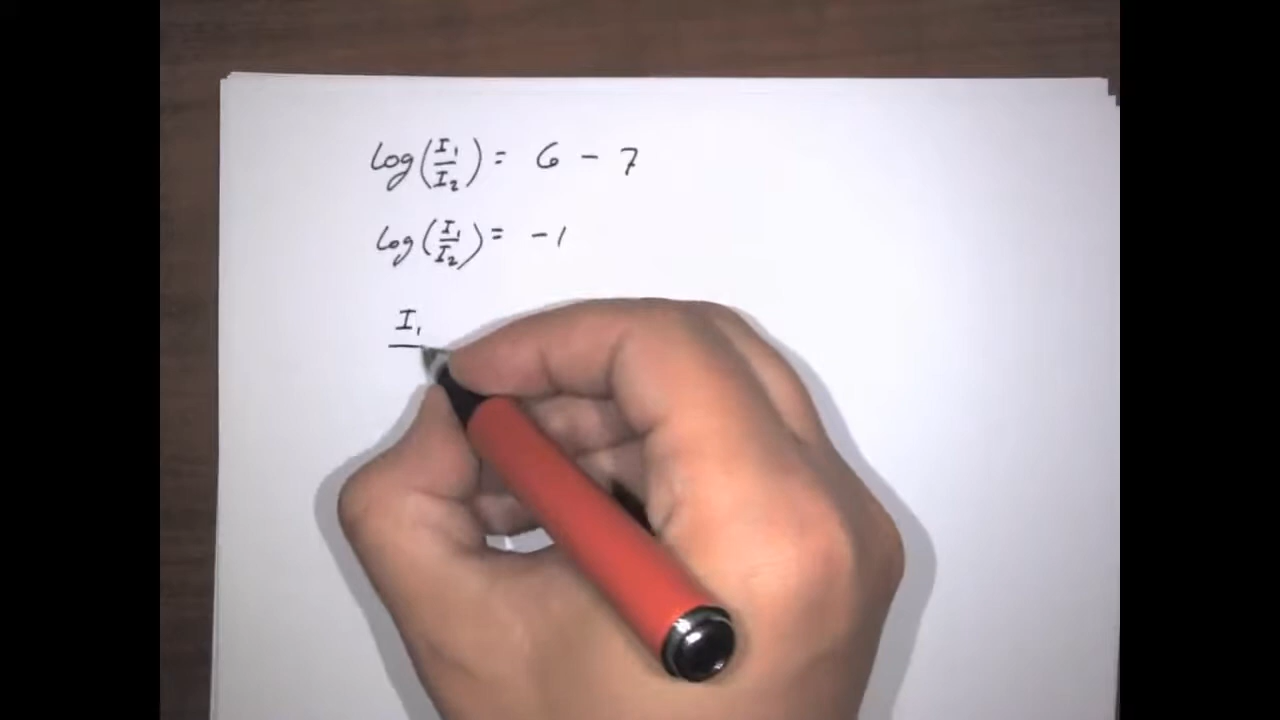 log(I₁/I₂) = 6 - 7
log(I₁/I₂) = -1
I₁